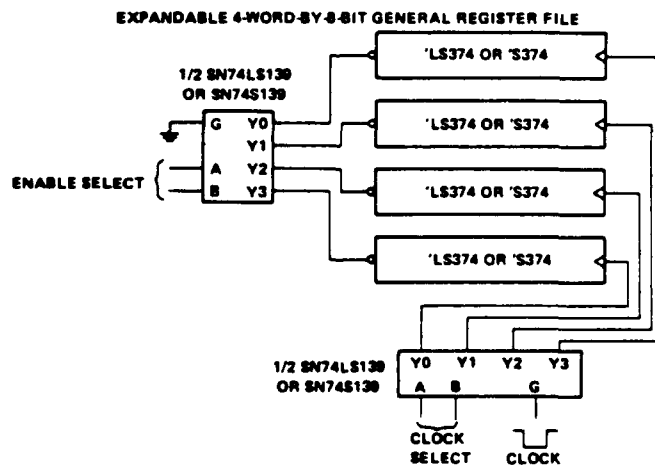 EXPANDABLE 4-WORD-BY-8-BIT GENERAL REGISTER FILE
1/2 SN74LS139
OR SN74S139
G Y0
Y1
A Y2
B Y3
ENABLE SELECT
'LS374 OR 'S374
'LS374 OR 'S374
'LS374 OR 'S374
'LS374 OR 'S374
1/2 SN74LS139
OR SN74S139
Y0 Y1 Y2 Y3
A B G
CLOCK
SELECT
CLOCK